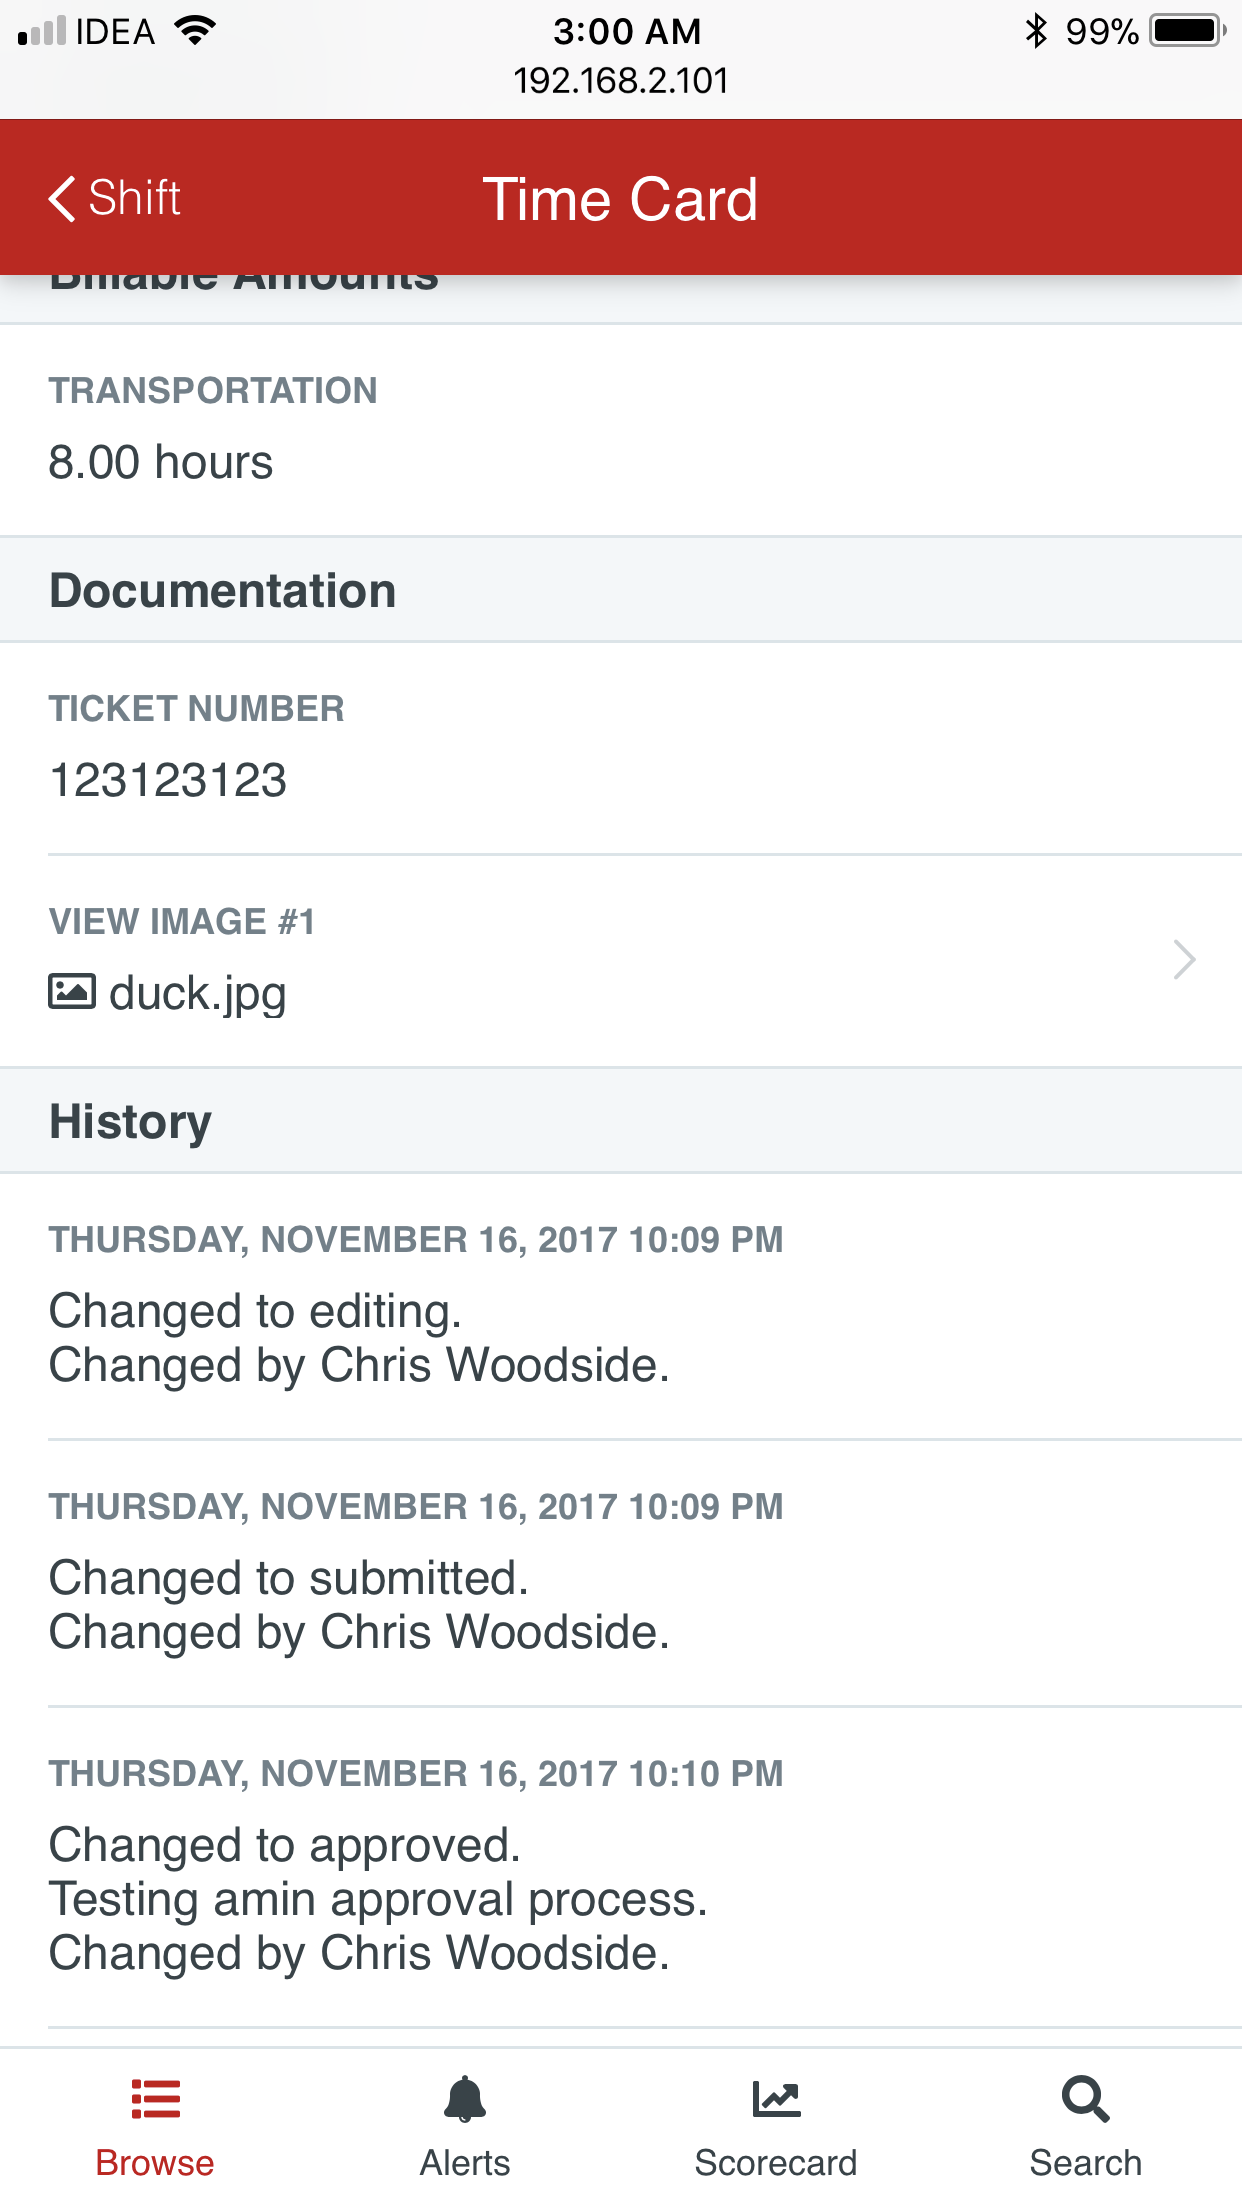 IDEA 3:00 AM 99%
192.168.2.101
Shift Time Card
Billable Amounts
TRANSPORTATION
8.00 hours
Documentation
TICKET NUMBER
123123123
VIEW IMAGE #1
duck.jpg
History
THURSDAY, NOVEMBER 16, 2017 10:09 PM
Changed to editing.
Changed by Chris Woodside.
THURSDAY, NOVEMBER 16, 2017 10:09 PM
Changed to submitted.
Changed by Chris Woodside.
THURSDAY, NOVEMBER 16, 2017 10:10 PM
Changed to approved.
Testing amin approval process.
Changed by Chris Woodside.
Browse Alerts Scorecard Search